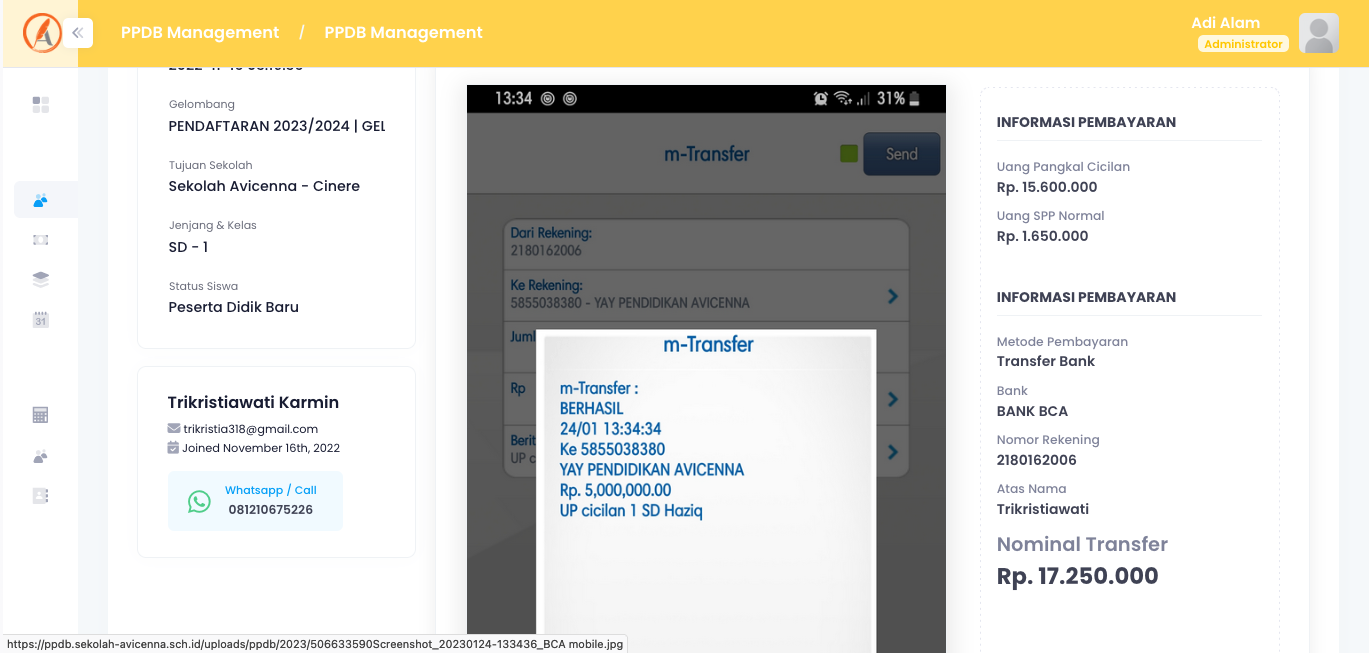 PPDB Management / PPDB Management
Adi Alam
Administrator
Gelombang
PENDAFTARAN 2023/2024 | GEL
Tujuan Sekolah
Sekolah Avicenna - Cinere
Jenjang & Kelas
SD - 1
Status Siswa
Peserta Didik Baru
Trikristiawati Karmin
trikristia318@gmail.com
Joined November 16th, 2022
Whatsapp / Call
081210675226
13:34
31%
m-Transfer
Send
Dari Rekening:
2180162006
Ke Rekening:
5855038380 - YAY PENDIDIKAN AVICENNA
Juml
Rp
Berit
UP c
m-Transfer
m-Transfer :
BERHASIL
24/01 13:34:34
Ke 5855038380
YAY PENDIDIKAN AVICENNA
Rp. 5,000,000.00
UP cicilan 1 SD Haziq
INFORMASI PEMBAYARAN
Uang Pangkal Cicilan
Rp. 15.600.000
Uang SPP Normal
Rp. 1.650.000
INFORMASI PEMBAYARAN
Metode Pembayaran
Transfer Bank
Bank
BANK BCA
Nomor Rekening
2180162006
Atas Nama
Trikristiawati
Nominal Transfer
Rp. 17.250.000
31
https://ppdb.sekolah-avicenna.sch.id/uploads/ppdb/2023/506633590Screenshot_20230124-133436_BCA mobile.jpg